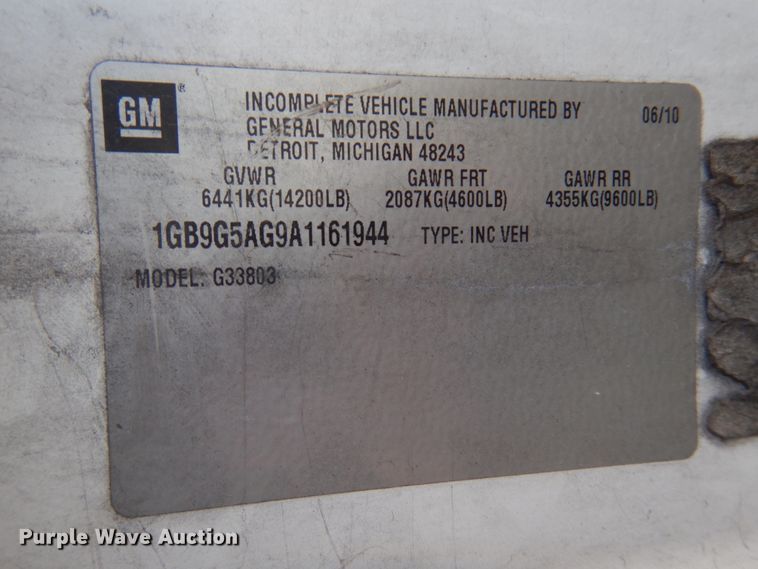 GM ®
INCOMPLETE VEHICLE MANUFACTURED BY 06/10
GENERAL MOTORS LLC
DETROIT, MICHIGAN 48243
GVWR GAWR FRT GAWR RR
6441KG(14200LB) 2087KG(4600LB) 4355KG(9600LB)
1GB9G5AG9A1161944 TYPE: INC VEH
MODEL: G33803
Purple Wave Auction